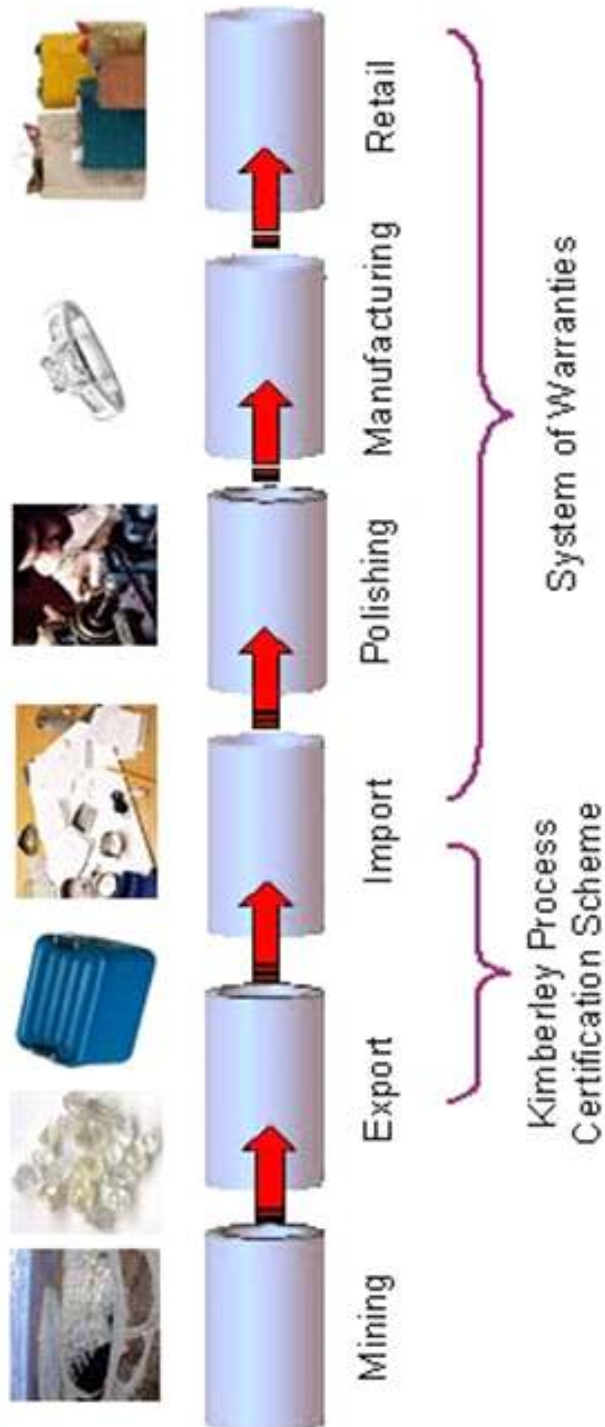 Mining
Export
Import
Polishing
Manufacturing
Retail
Kimberley Process
Certification Scheme
System of Warranties